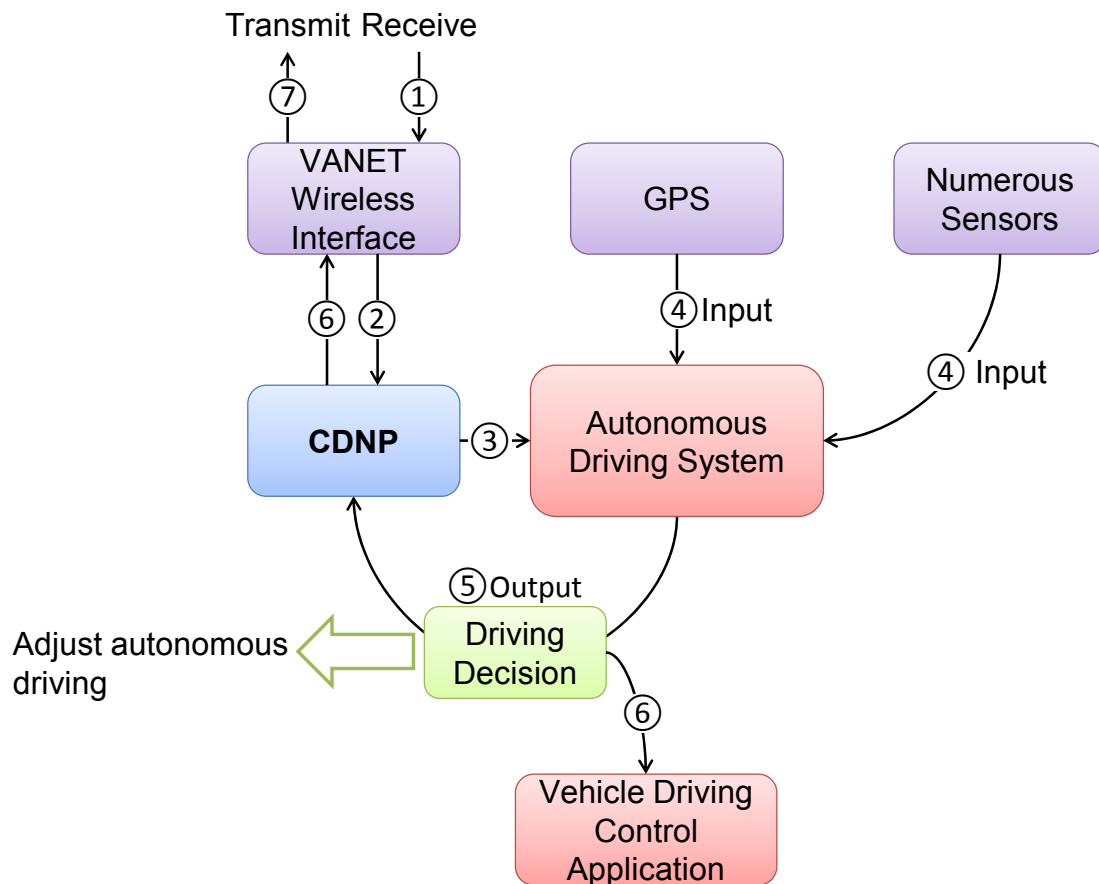 Transmit Receive
⑦
①
VANET
Wireless
Interface
GPS
Numerous
Sensors
⑥
②
④ Input
④ Input
CDNP
③
Autonomous
Driving System
⑤ Output
Driving
Decision
Adjust autonomous
driving
⑥
Vehicle Driving
Control
Application